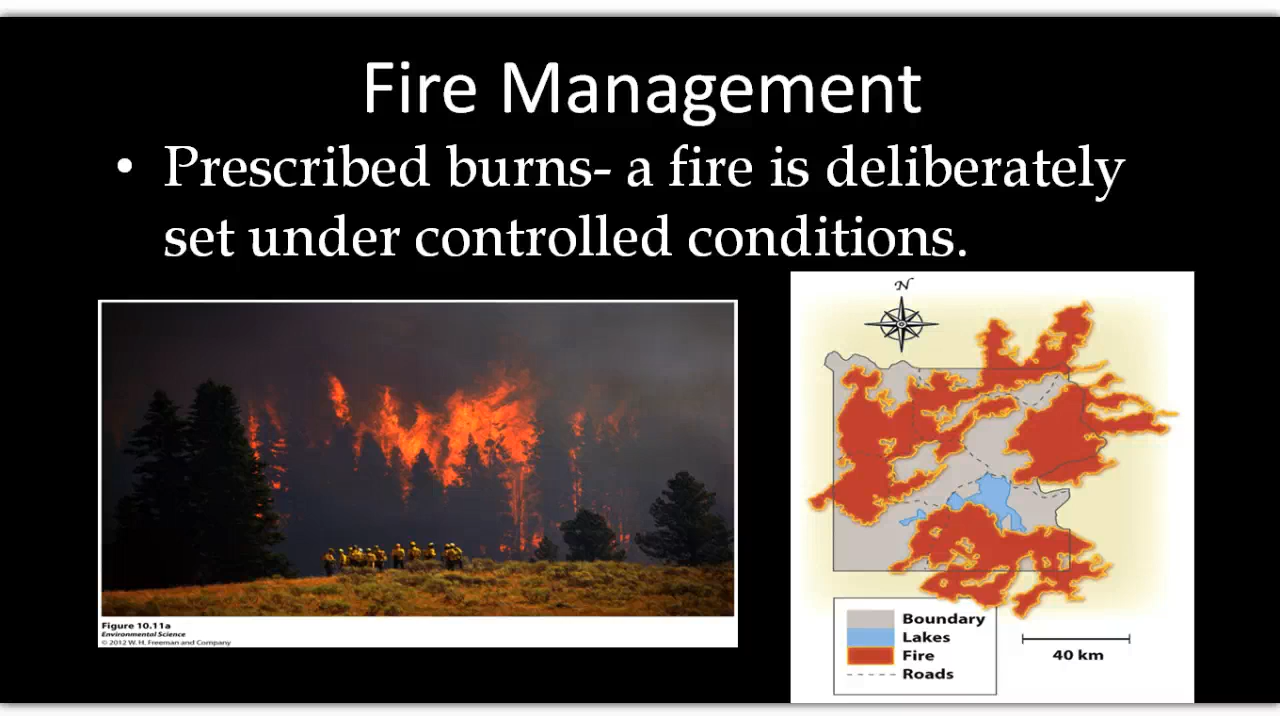 Fire Management
• Prescribed burns- a fire is deliberately
set under controlled conditions.
N
Figure 10.11a
Environmental Science
© 2012 W. H. Freeman and Company
Boundary
Lakes
Fire
Roads
40 km